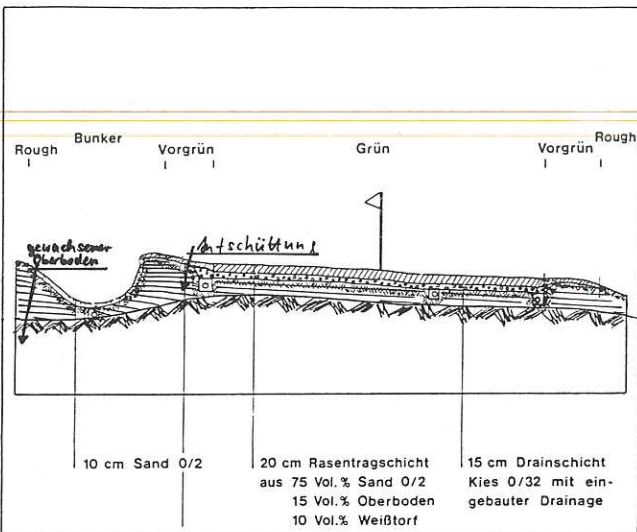 Bunker
Rough
Rough Vorgrün Grün Vorgrün
gewachsener
Oberboden
Aufschüttung
10 cm Sand 0/2
20 cm Rasentragschicht
aus 75 Vol.% Sand 0/2
15 Vol.% Oberboden
10 Vol.% Weißtorf
15 cm Drainschicht
Kies 0/32 mit ein-
gebauter Drainage